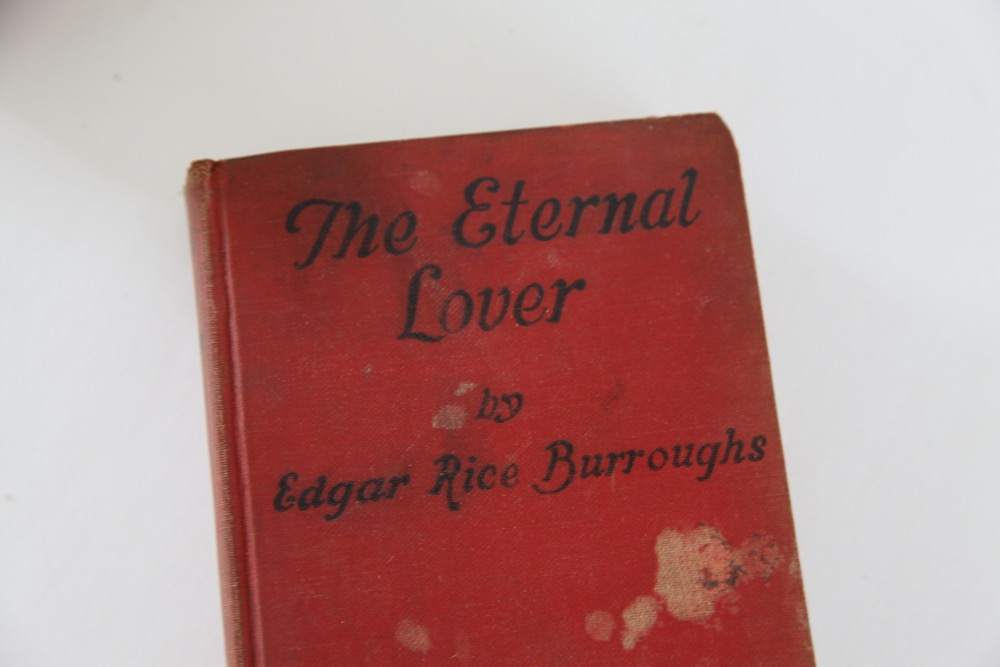 The Eternal
Lover
by
Edgar Rice Burroughs